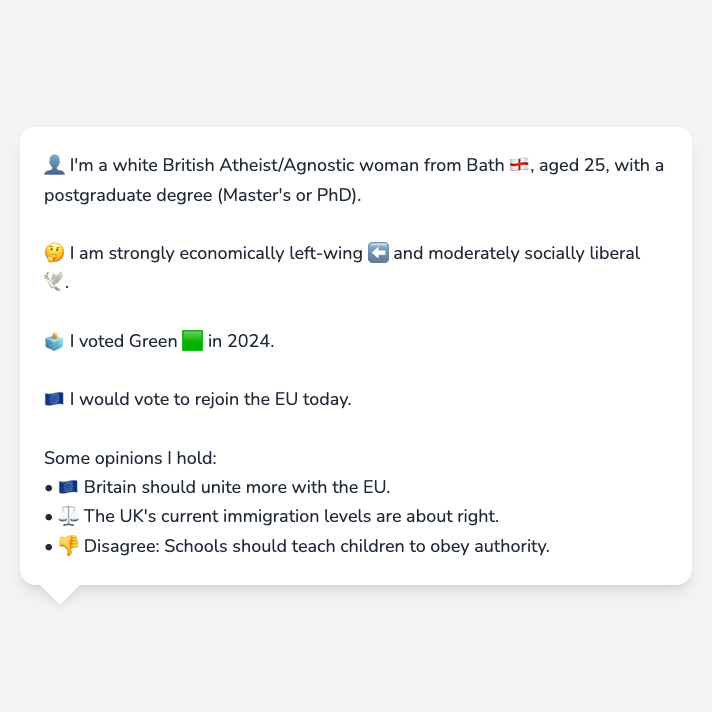 👤 I'm a white British Atheist/Agnostic woman from Bath 🏴󠁧󠁢󠁥󠁮󠁧󠁿, aged 25, with a
postgraduate degree (Master's or PhD).
🤔 I am strongly economically left-wing ⬅️ and moderately socially liberal
🕊️.
🗳️ I voted Green 🟩 in 2024.
🇪🇺 I would vote to rejoin the EU today.
Some opinions I hold:
• 🇪🇺 Britain should unite more with the EU.
• ⚖️ The UK's current immigration levels are about right.
• 👎 Disagree: Schools should teach children to obey authority.